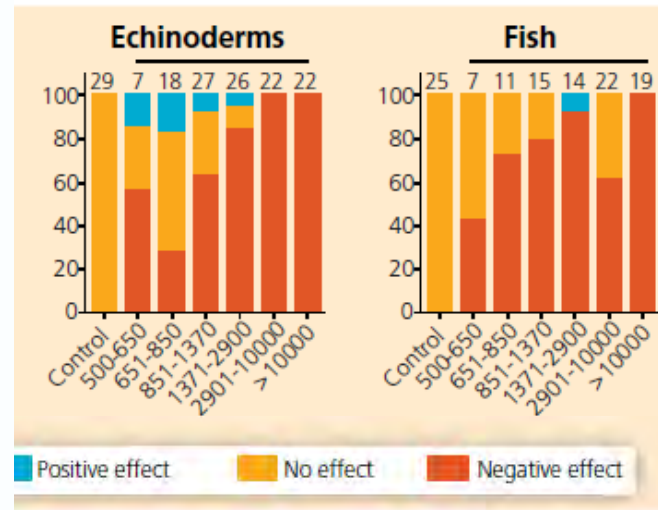 Echinoderms Fish
29 7 18 27 26 22 22 25 7 11 15 14 22 19
100 100
80 80
60 60
40 40
20 20
0 0
Control 500-650 651-850 851-1370 1371-2900 2901-10000 > 10000 Control 500-650 651-850 851-1370 1371-2900 2901-10000 > 10000
Positive effect No effect Negative effect